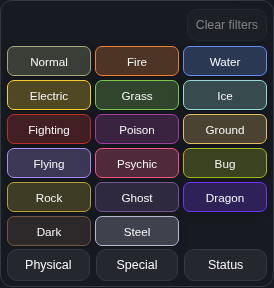 Clear filters
Normal Fire Water
Electric Grass Ice
Fighting Poison Ground
Flying Psychic Bug
Rock Ghost Dragon
Dark Steel
Physical Special Status